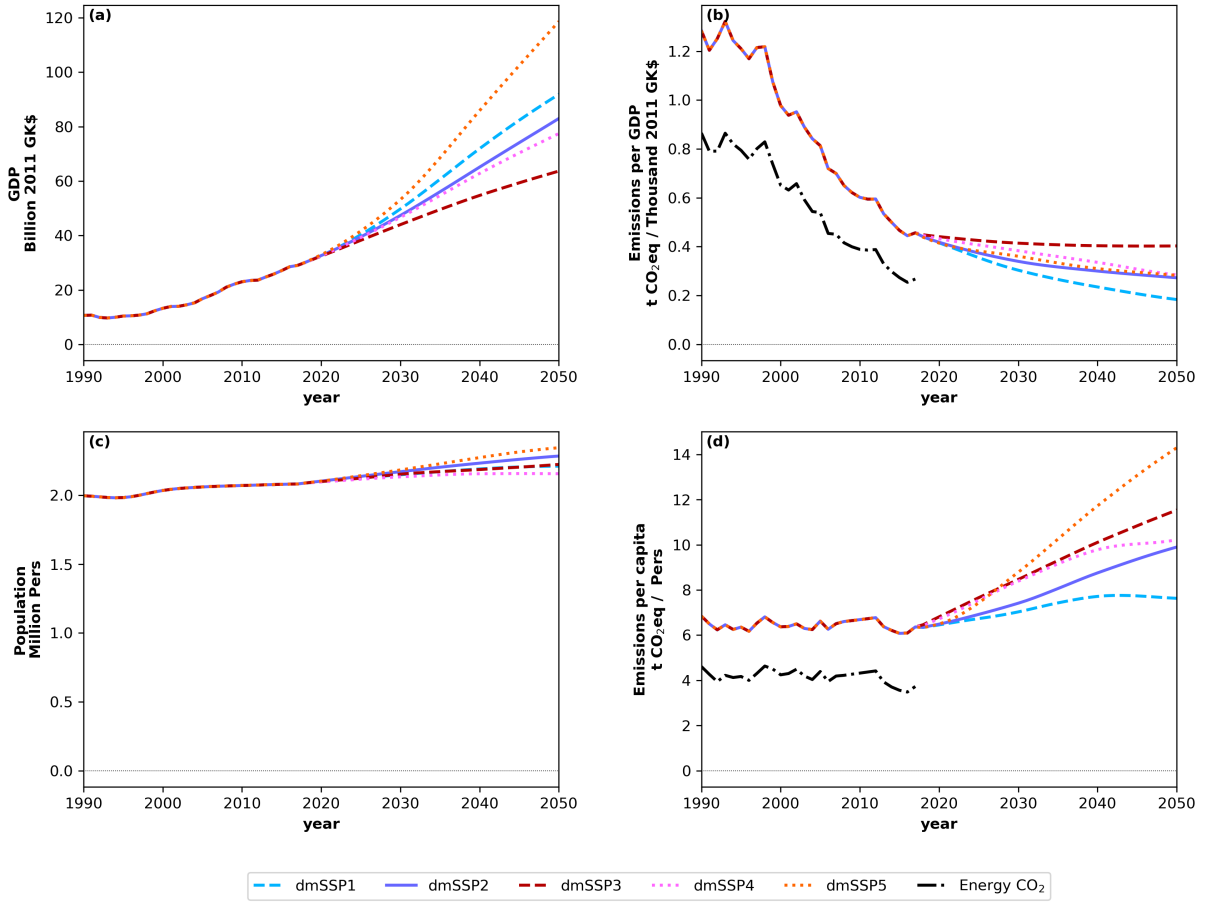 (a)
GDP
Billion 2011 GK$
120
100
80
60
40
20
0
1990 2000 2010 2020 2030 2040 2050
year
(b)
Emissions per GDP
t CO₂eq / Thousand 2011 GK$
1.2
1.0
0.8
0.6
0.4
0.2
0.0
1990 2000 2010 2020 2030 2040 2050
year
(c)
Population
Million Pers
2.0
1.5
1.0
0.5
0.0
1990 2000 2010 2020 2030 2040 2050
year
(d)
Emissions per capita
t CO₂eq / Pers
14
12
10
8
6
4
2
0
1990 2000 2010 2020 2030 2040 2050
year
dmSSP1 dmSSP2 dmSSP3 dmSSP4 dmSSP5 Energy CO₂